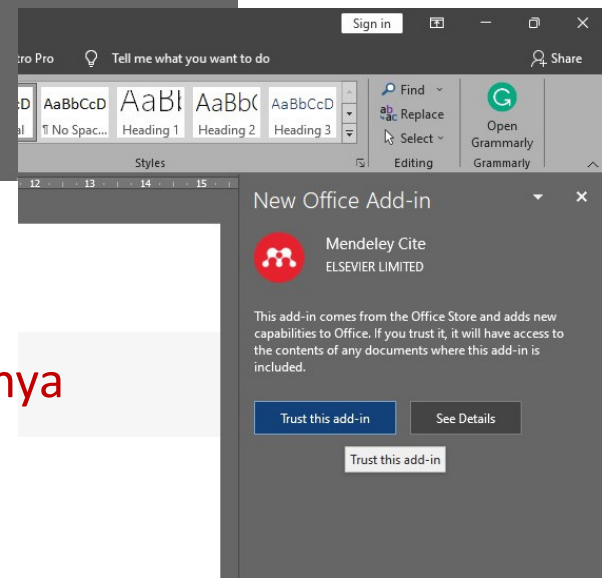 Sign in
Pro
Tell me what you want to do
Share
AaBbCcD
AaBbCcD
AaBbCcD
¶ No Spac...
Heading 1
Heading 2
Heading 3
Find
Replace
Select
Open
Grammarly
Styles
Editing
Grammarly
12
13
14
15
New Office Add-in
Mendeley Cite
ELSEVIER LIMITED
This add-in comes from the Office Store and adds new
capabilities to Office. If you trust it, it will have access to
the contents of any documents where this add-in is
included.
nya
Trust this add-in
See Details
Trust this add-in